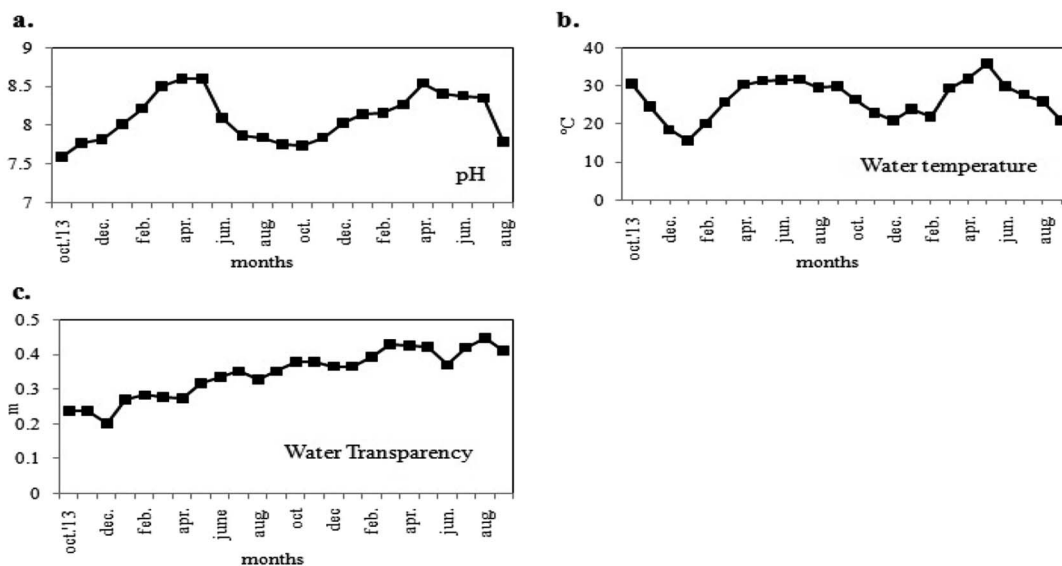 a.
9
8.5
8
7.5
7
pH
oct.'13
dec.
feb.
apr.
jun.
aug.
oct.
dec.
feb.
apr.
jun.
aug
months
b.
40
30
20
10
0
°C
Water temperature
oct.'13
dec.
feb.
apr.
jun.
aug.
oct.
dec.
feb.
apr.
jun.
aug.
months
c.
0.5
0.4
0.3
0.2
0.1
0
m
Water Transparency
oct.'13
dec.
feb.
apr.
june
aug
oct
dec
feb.
apr.
jun.
aug.
months